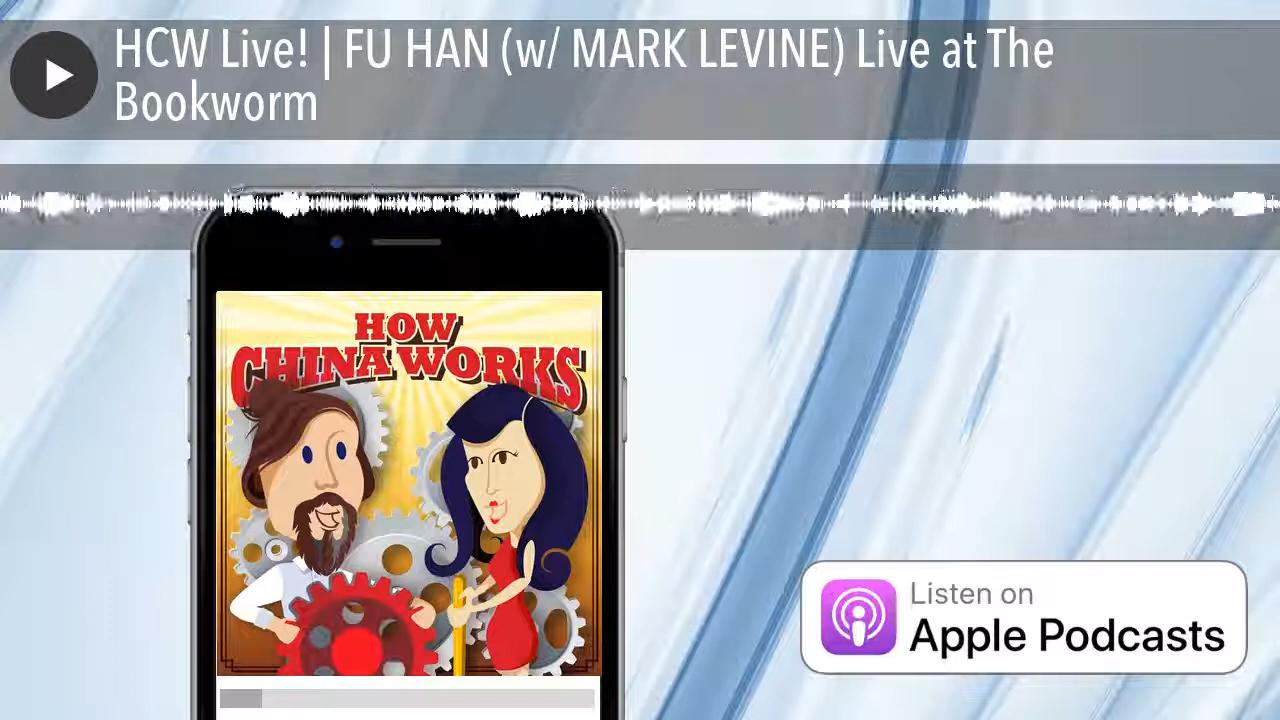 HCW Live! | FU HAN (w/ MARK LEVINE) Live at The
Bookworm
HOW
CHINA WORKS
Listen on
Apple Podcasts